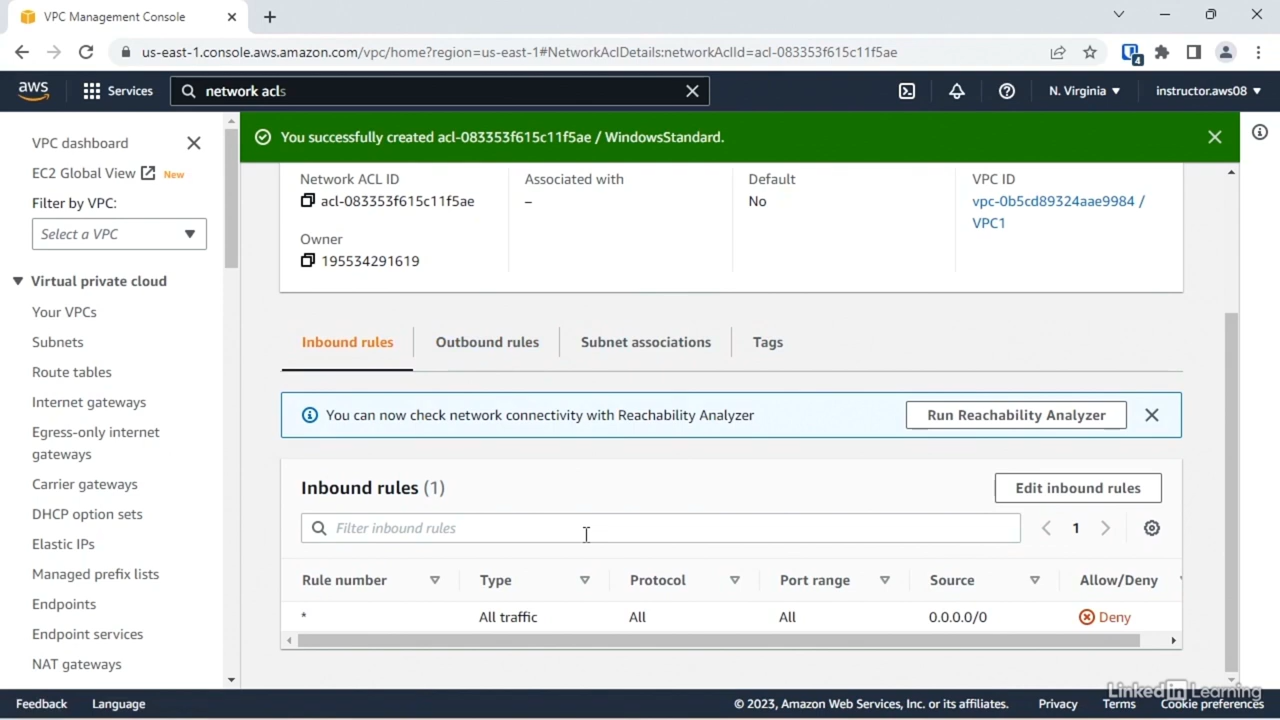 VPC Management Console
us-east-1.console.aws.amazon.com/vpc/home?region=us-east-1#NetworkAclDetails:networkAclId=acl-083353f615c11f5ae
4
aws
Services
network acls
N. Virginia
instructor.aws08
VPC dashboard
EC2 Global View New
Filter by VPC:
Select a VPC
Virtual private cloud
Your VPCs
Subnets
Route tables
Internet gateways
Egress-only internet
gateways
Carrier gateways
DHCP option sets
Elastic IPs
Managed prefix lists
Endpoints
Endpoint services
NAT gateways
You successfully created acl-083353f615c11f5ae / WindowsStandard.
Network ACL ID
acl-083353f615c11f5ae
Owner
195534291619
Associated with
–
Default
No
VPC ID
vpc-0b5cd89324aae9984 /
VPC1
Inbound rules Outbound rules Subnet associations Tags
You can now check network connectivity with Reachability Analyzer Run Reachability Analyzer
Inbound rules (1) Edit inbound rules
Filter inbound rules 1
Rule number Type Protocol Port range Source Allow/Deny
* All traffic All All 0.0.0.0/0 Deny
LinkedIn Learning
Feedback Language © 2023, Amazon Web Services, Inc. or its affiliates. Privacy Terms Cookie preferences